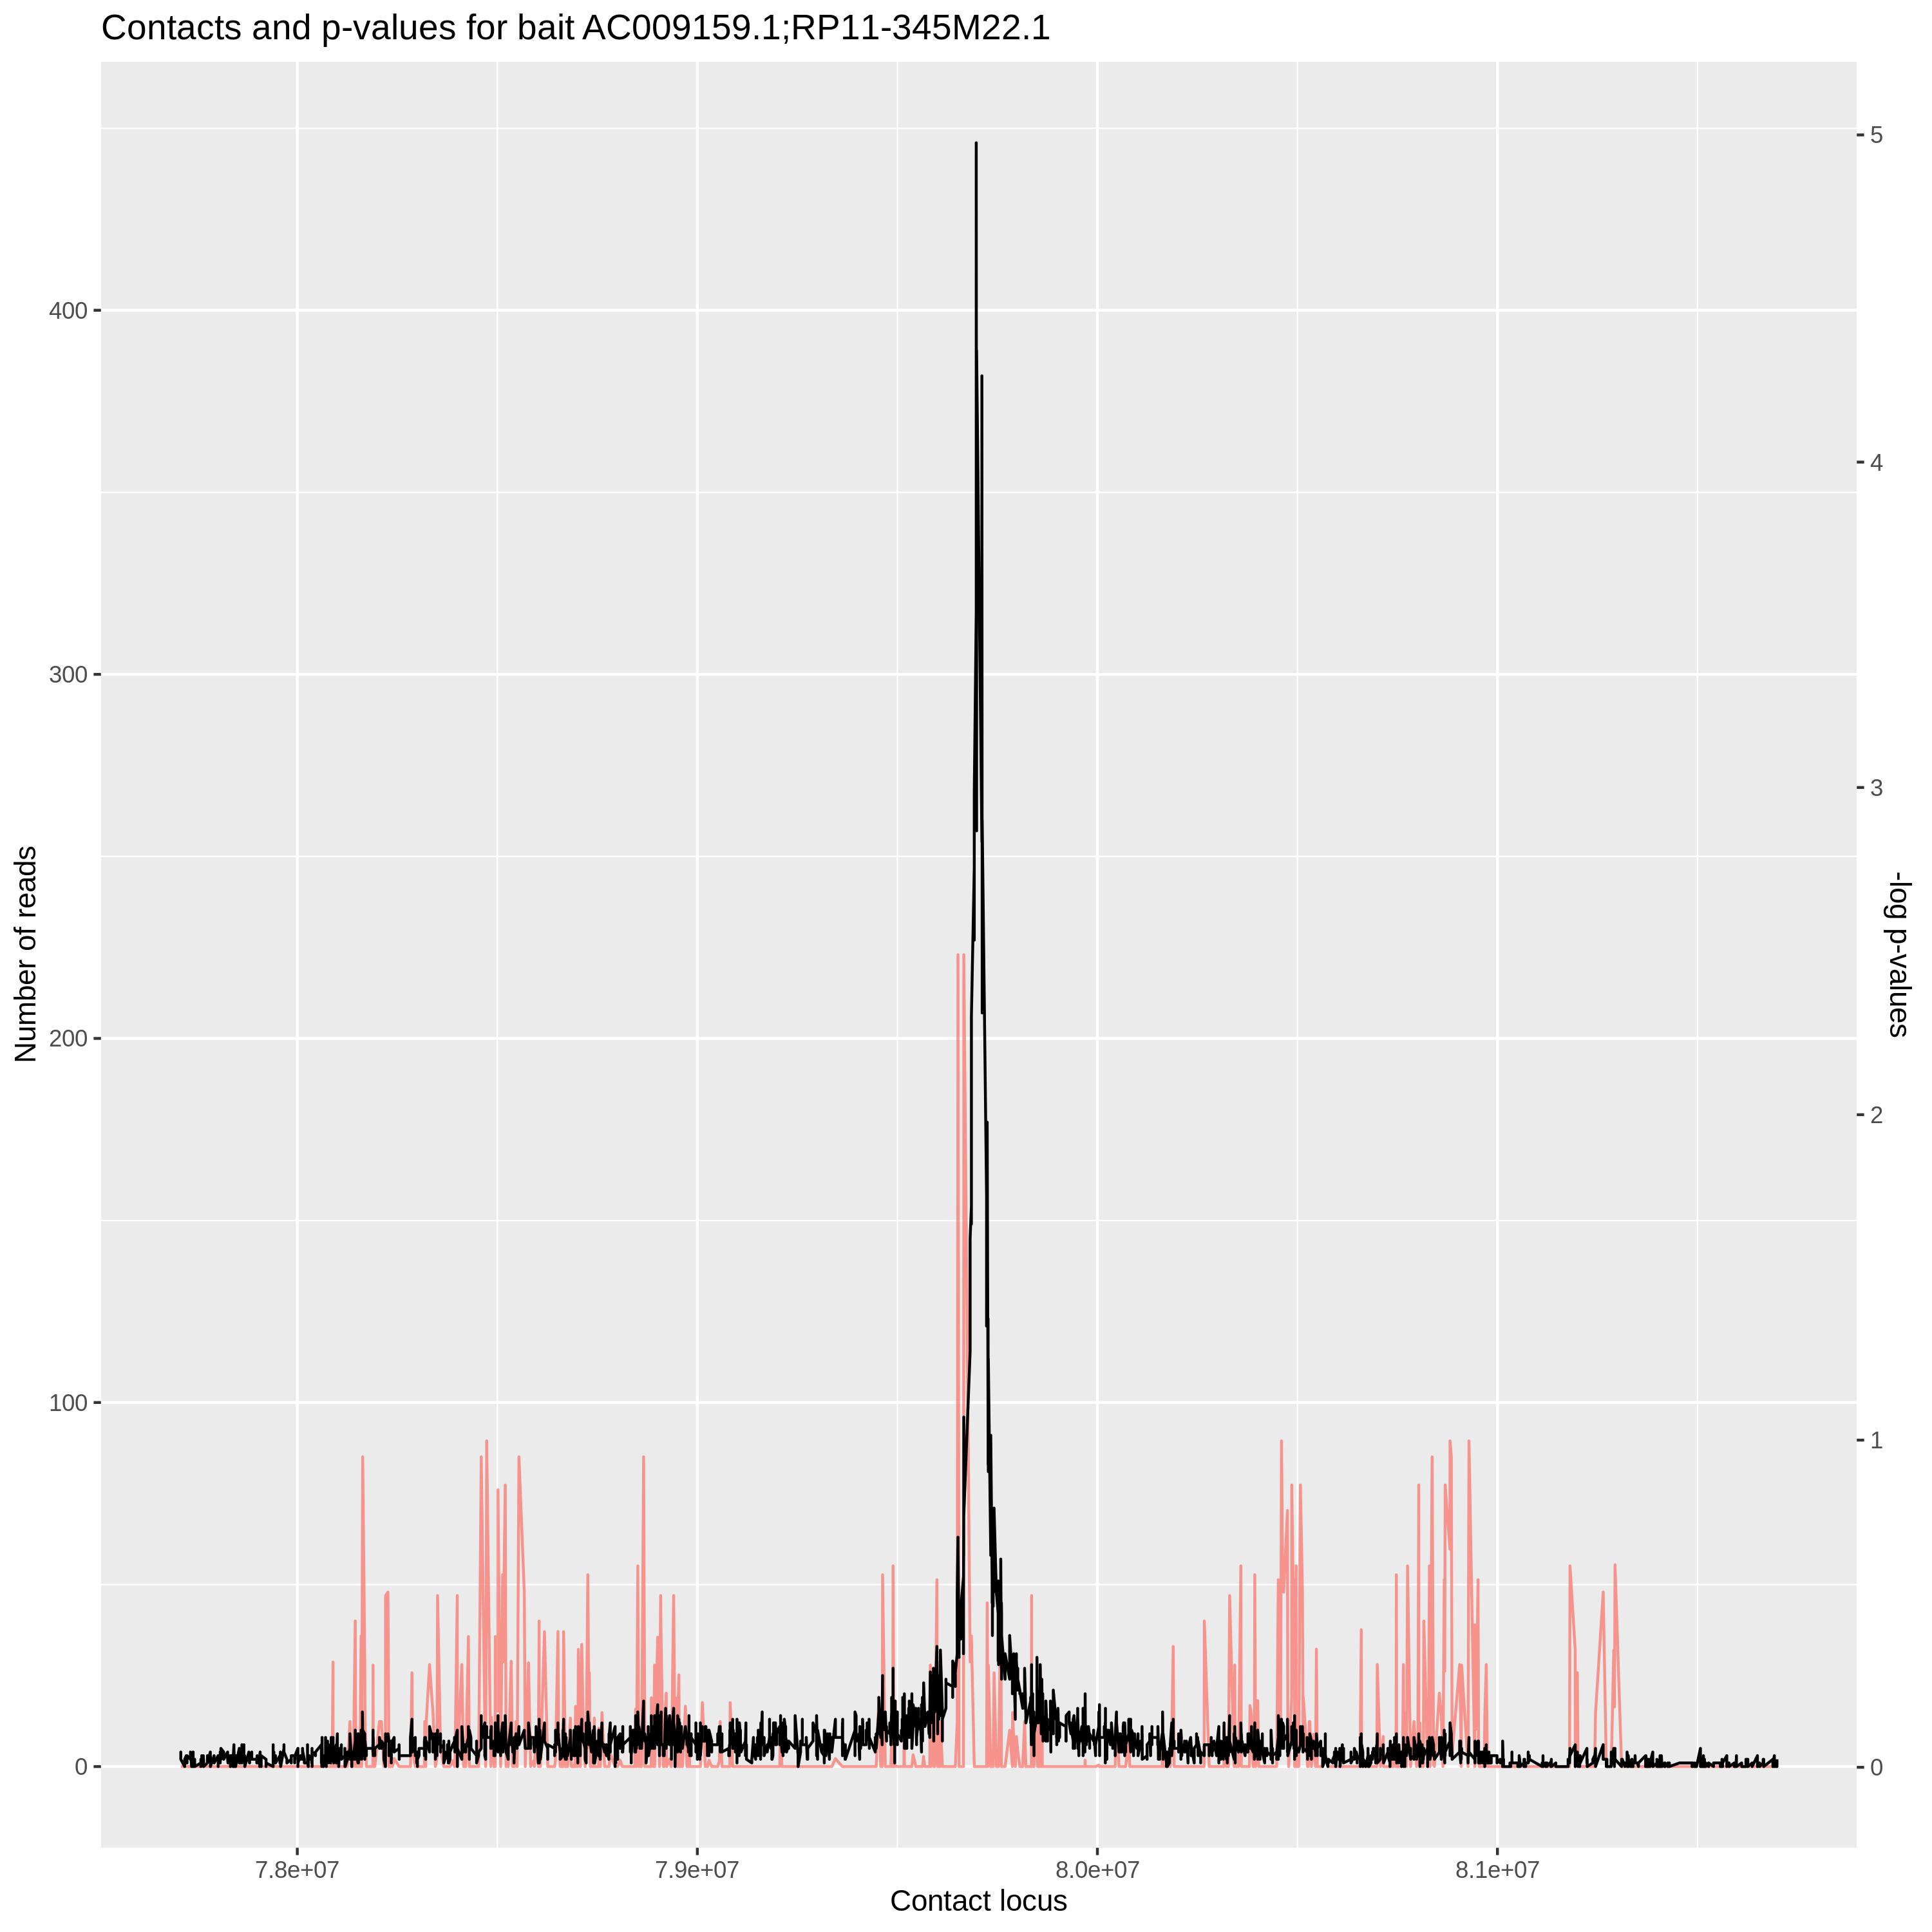 Contacts and p-values for bait AC009159.1;RP11-345M22.1
Number of reads
400
300
200
100
0
5
4
3
2
1
0
-log p-values
7.8e+07
7.9e+07
8.0e+07
8.1e+07
Contact locus